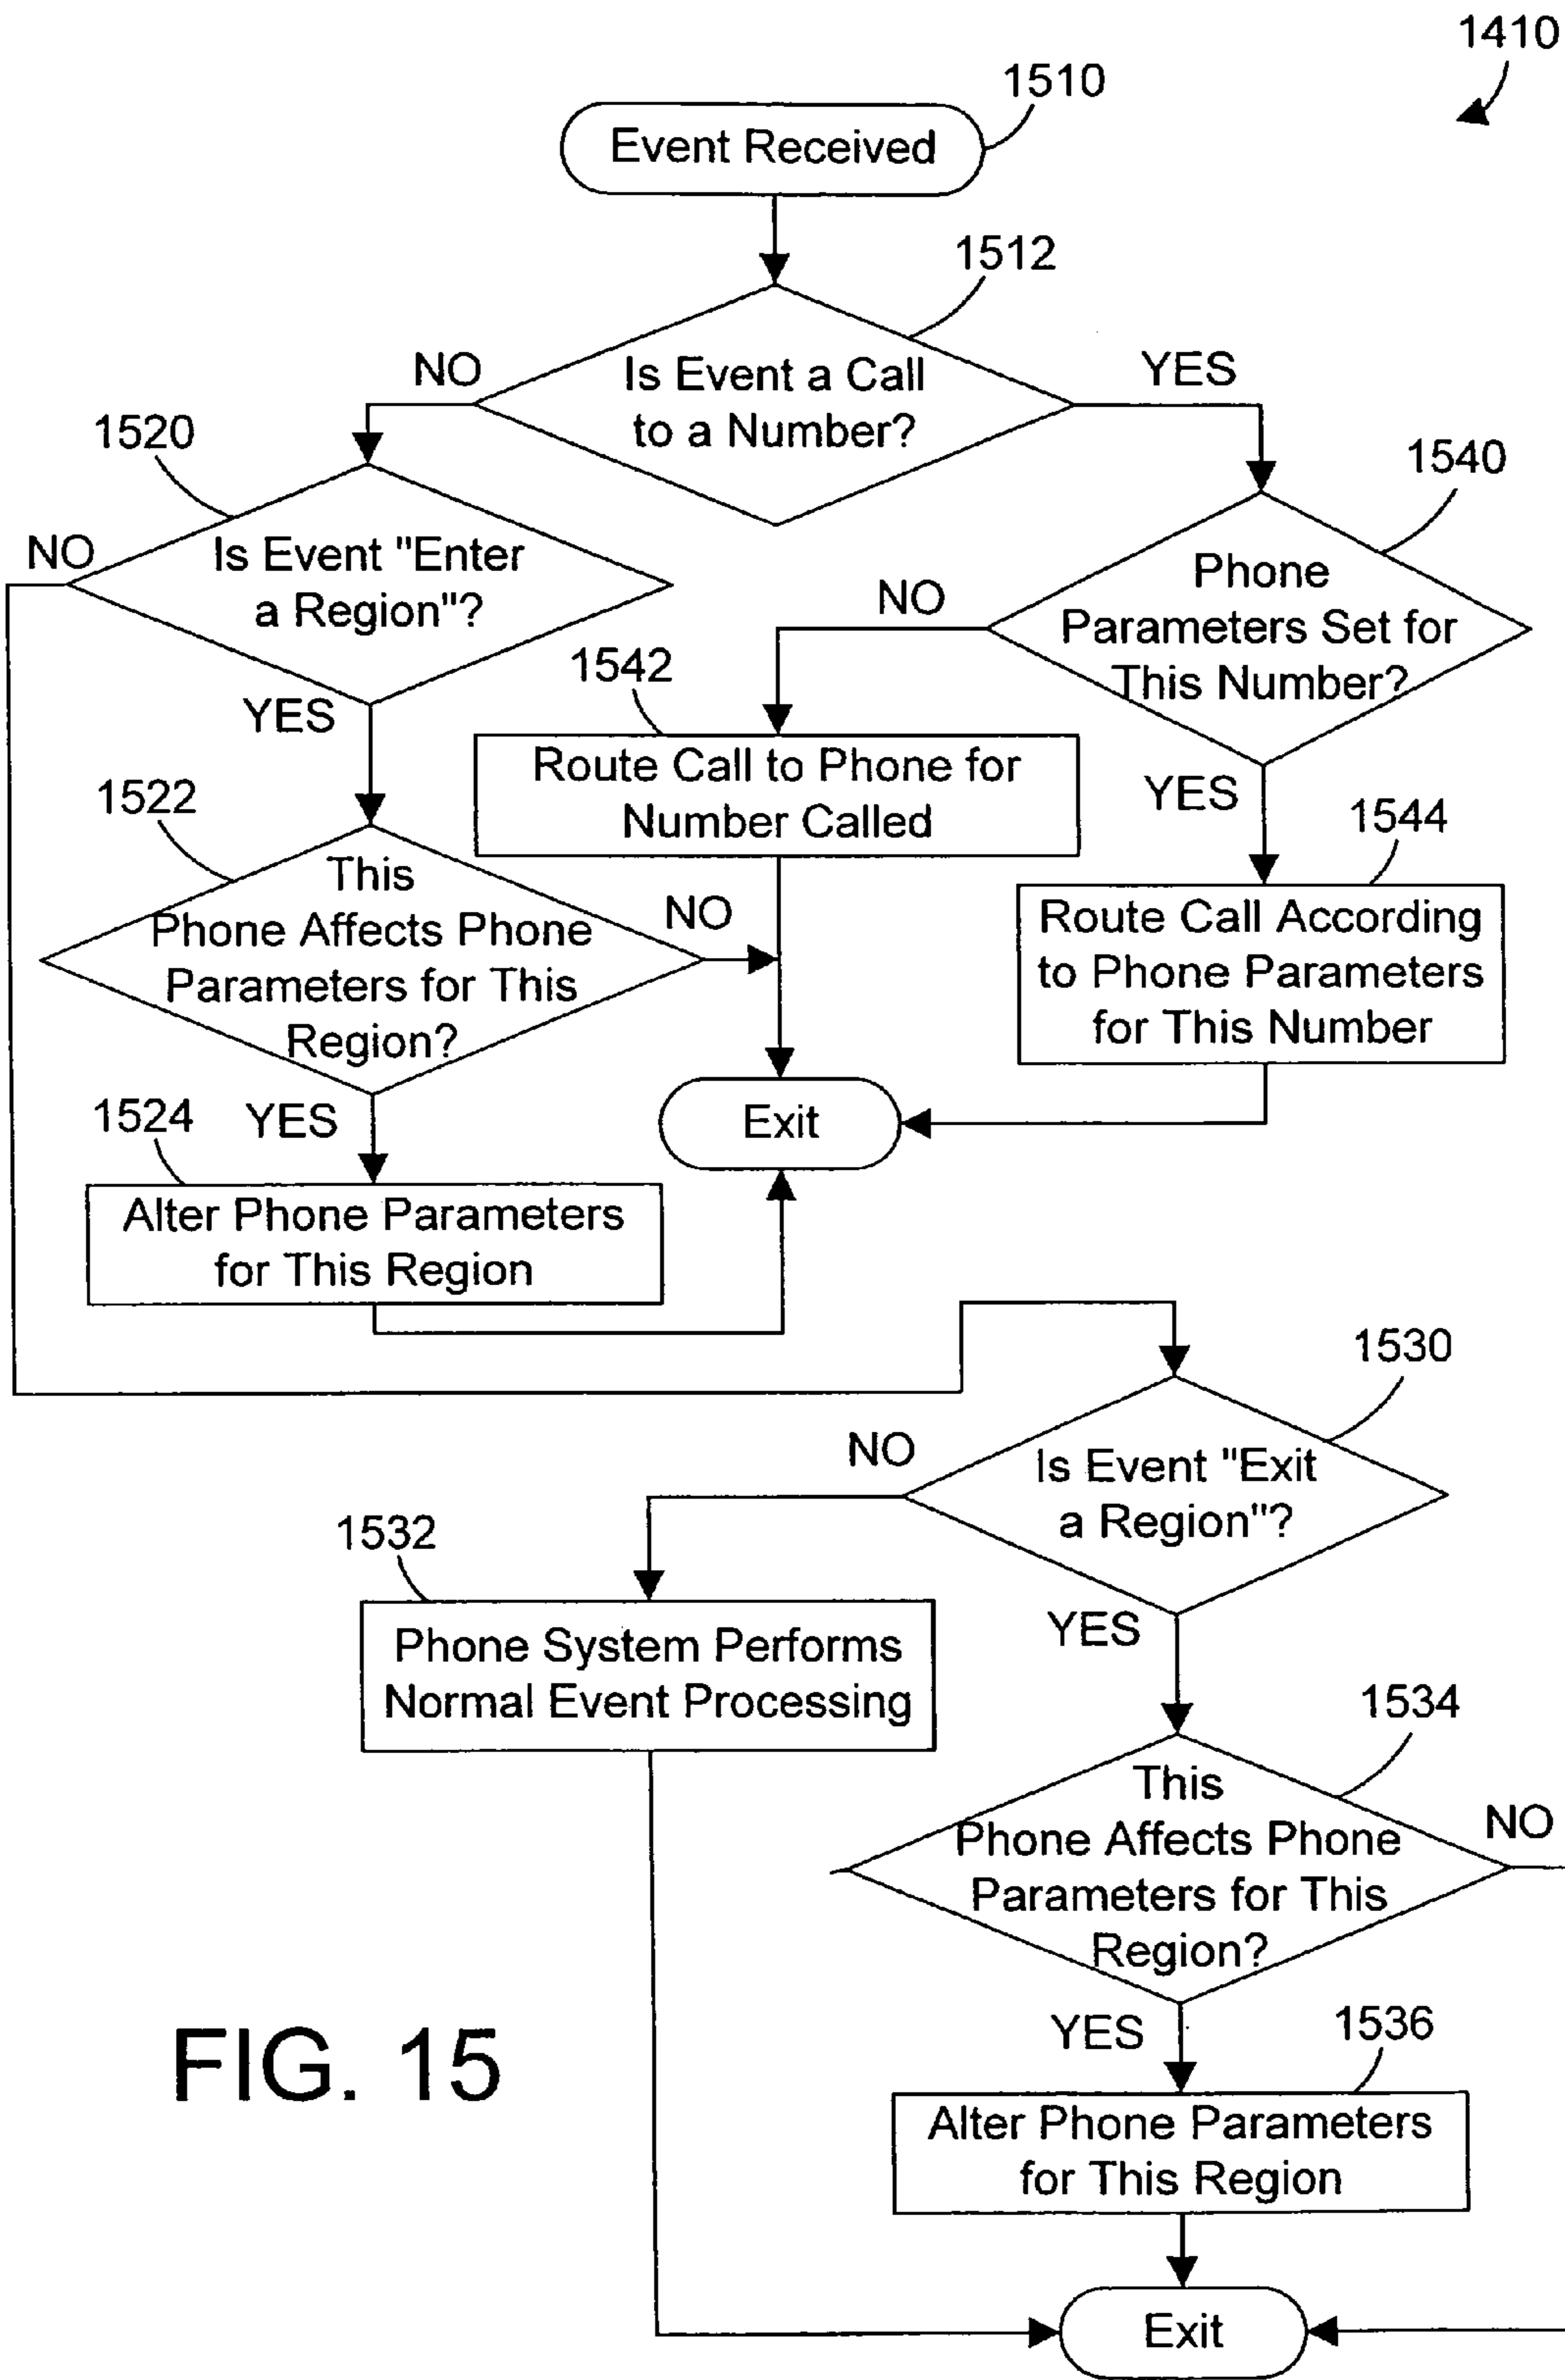 1410
1510
Event Received
1512
NO
Is Event a Call
to a Number?
YES
1520
1540
NO
Is Event "Enter
a Region"?
YES
Phone
Parameters Set for
This Number?
NO
1542
Route Call to Phone for
Number Called
YES
1544
Route Call According
to Phone Parameters
for This Number
1522
This
Phone Affects Phone
Parameters for This
Region?
NO
1524
YES
Exit
Alter Phone Parameters
for This Region
1530
NO
Is Event "Exit
a Region"?
1532
YES
Phone System Performs
Normal Event Processing
1534
This
Phone Affects Phone
Parameters for This
Region?
NO
YES
1536
Alter Phone Parameters
for This Region
Exit
FIG. 15